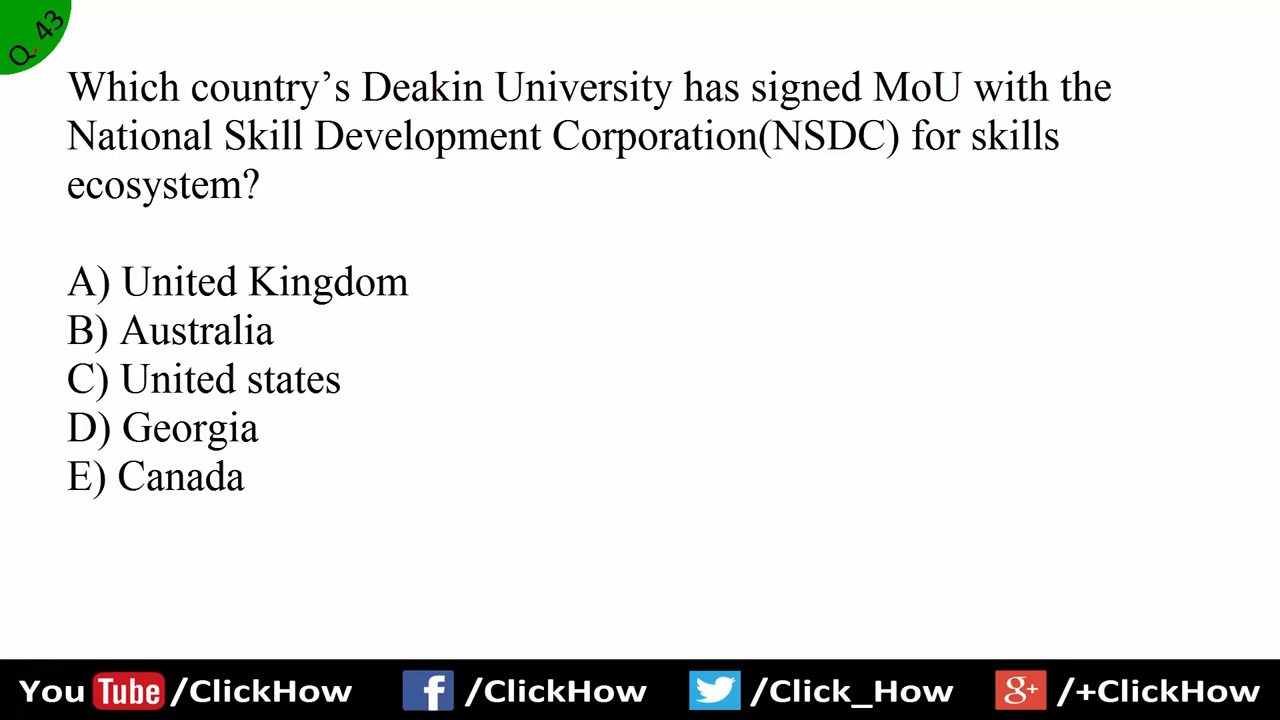 Q. 43
Which country’s Deakin University has signed MoU with the
National Skill Development Corporation(NSDC) for skills
ecosystem?
A) United Kingdom
B) Australia
C) United states
D) Georgia
E) Canada
You Tube /ClickHow f /ClickHow /Click_How g+ /+ClickHow